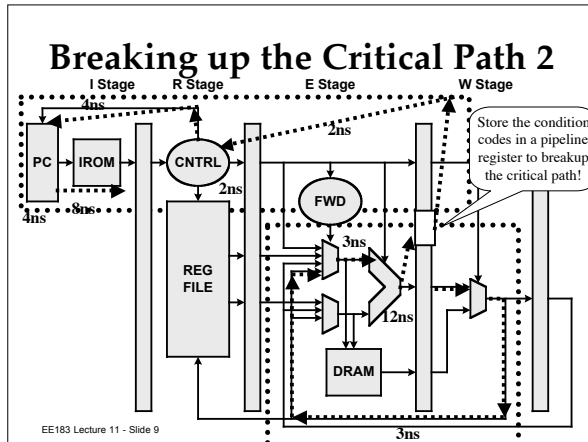 Breaking up the Critical Path 2
I Stage R Stage E Stage W Stage
4ns
2ns
Store the condition
codes in a pipeline
register to breakup
the critical path!
PC
IROM
CNTRL
2ns
4ns
8ns
FWD
3ns
REG
FILE
12ns
DRAM
3ns
EE183 Lecture 11 - Slide 9